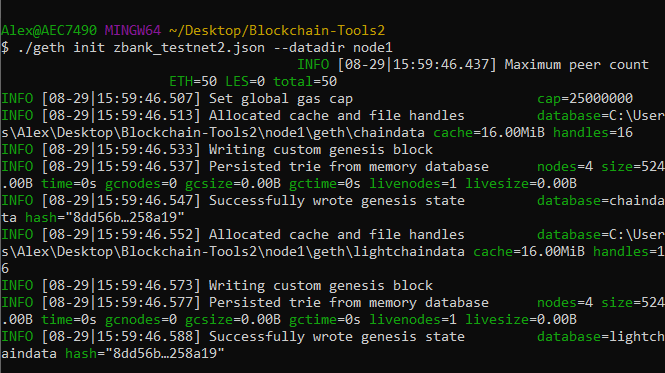 Alex@AEC7490 MINGW64 ~/Desktop/Blockchain-Tools2
$ ./geth init zbank_testnet2.json --datadir node1
INFO [08-29|15:59:46.437] Maximum peer count
ETH=50 LES=0 total=50
INFO [08-29|15:59:46.507] Set global gas cap cap=25000000
INFO [08-29|15:59:46.513] Allocated cache and file handles database=C:\User
s\Alex\Desktop\Blockchain-Tools2\node1\geth\chaindata cache=16.00MiB handles=16
INFO [08-29|15:59:46.533] Writing custom genesis block
INFO [08-29|15:59:46.537] Persisted trie from memory database nodes=4 size=524
.00B time=0s gcnodes=0 gcsize=0.00B gctime=0s livenodes=1 livesize=0.00B
INFO [08-29|15:59:46.547] Successfully wrote genesis state database=chainda
ta hash="8dd56b…258a19"
INFO [08-29|15:59:46.552] Allocated cache and file handles database=C:\User
s\Alex\Desktop\Blockchain-Tools2\node1\geth\lightchaindata cache=16.00MiB handles=1
6
INFO [08-29|15:59:46.573] Writing custom genesis block
INFO [08-29|15:59:46.577] Persisted trie from memory database nodes=4 size=524
.00B time=0s gcnodes=0 gcsize=0.00B gctime=0s livenodes=1 livesize=0.00B
INFO [08-29|15:59:46.588] Successfully wrote genesis state database=lightch
aindata hash="8dd56b…258a19"